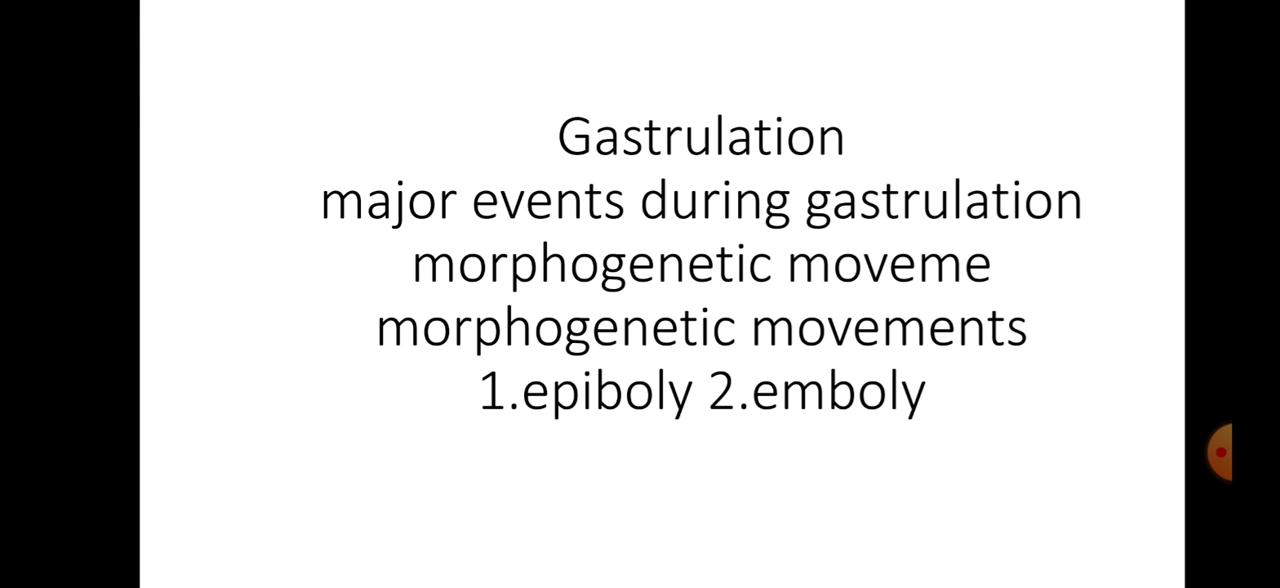 Gastrulation
major events during gastrulation
morphogenetic moveme
morphogenetic movements
1.epiboly 2.emboly